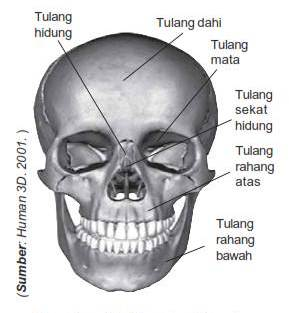 Tulang
hidung
Tulang dahi
Tulang
mata
Tulang
sekat
hidung
Tulang
rahang
atas
Tulang
rahang
bawah
(Sumber: Human 3D. 2001. )